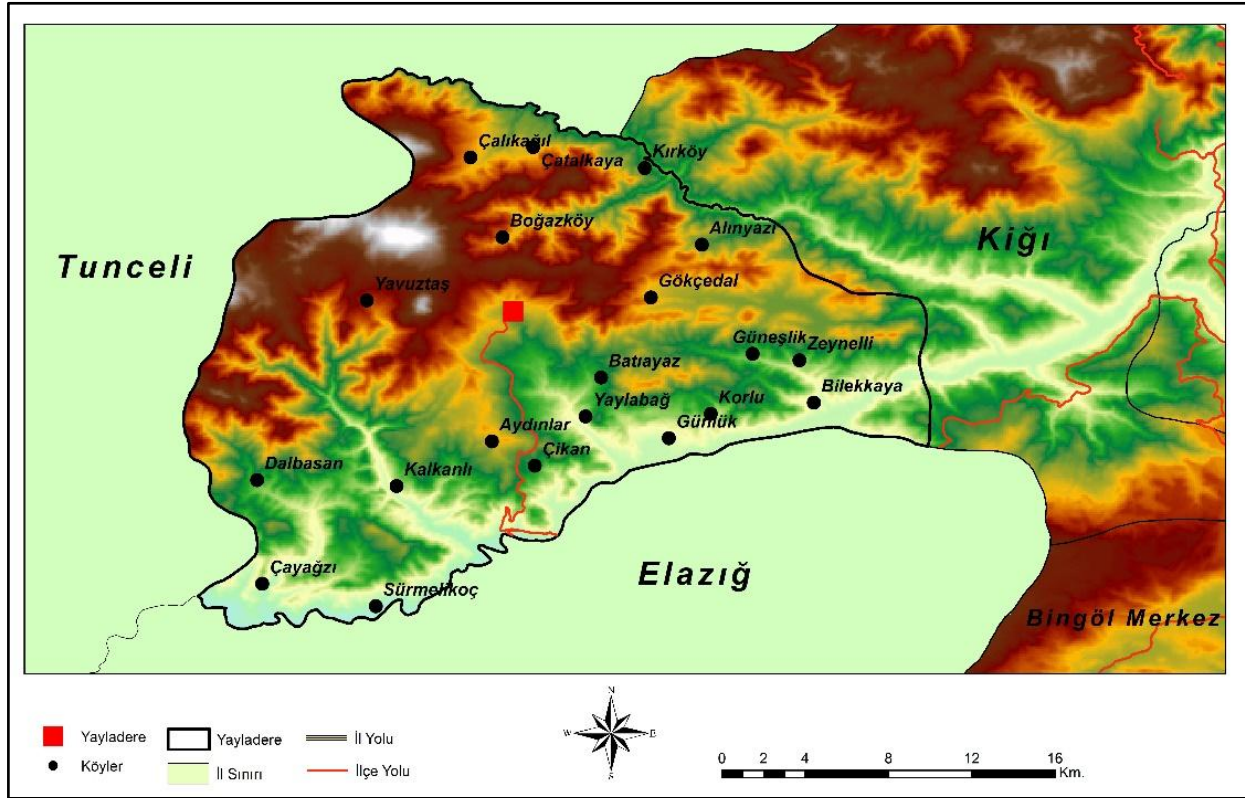 Çalıkağıl
Çatalkaya
Kırköy
Boğazköy
Alınyazı
Kiğı
Tunceli
Yavuztaş
Gökçedal
Güneşlik
Zeynelli
Batıayaz
Bilekkaya
Yaylabağ
Korlu
Günlük
Aydınlar
Çikan
Dalbasan
Kalkanlı
Elazığ
Çayağzı
Sürmelikoç
Bingöl Merkez
N
W
E
S
Yayladere
Yayladere
İl Yolu
Köyler
İl Sınırı
İlçe Yolu
0 2 4 8 12 16
Km.